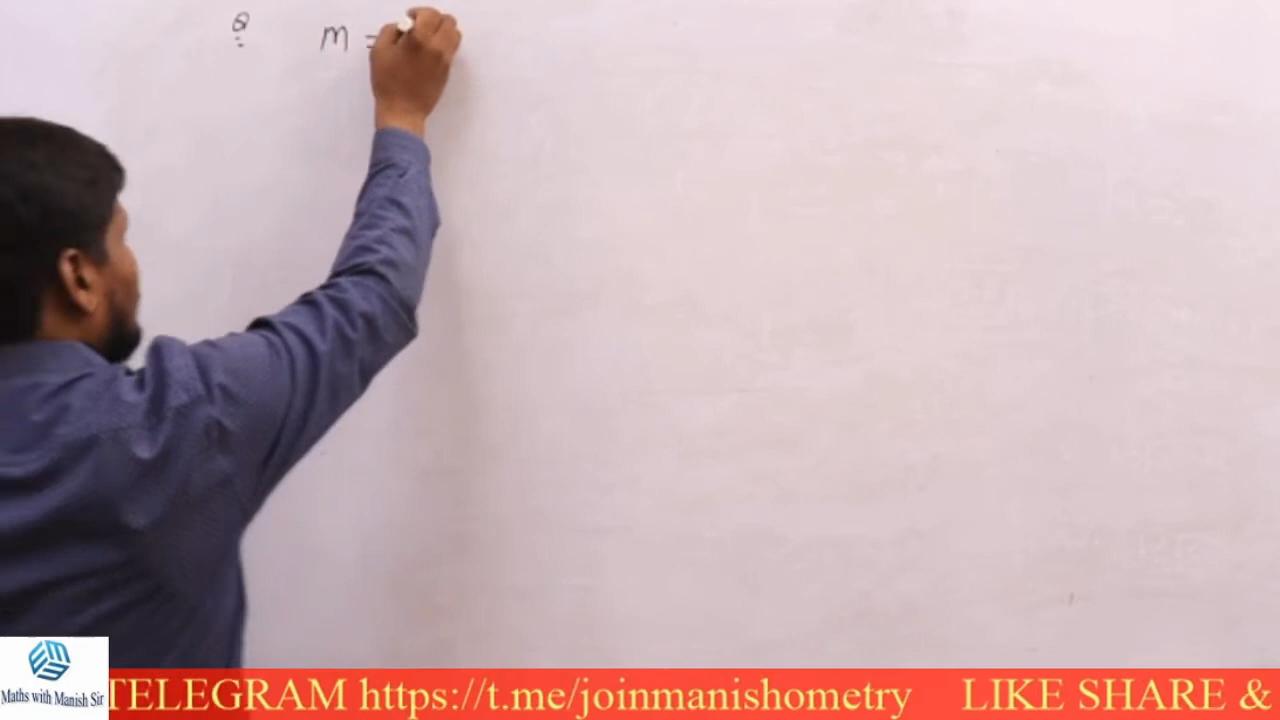 Q
M =
Maths with Manish Sir
TELEGRAM https://t.me/joinmanishometry LIKE SHARE &